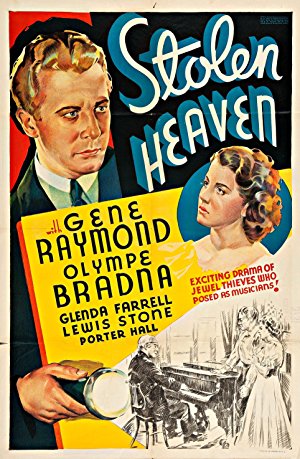 Stolen
HEAVEN
with
GENE
RAYMOND
OLYMPE
BRADNA
GLENDA FARRELL
LEWIS STONE
PORTER HALL
EXCITING DRAMA OF
JEWEL THIEVES WHO
POSED AS MUSICIANS!